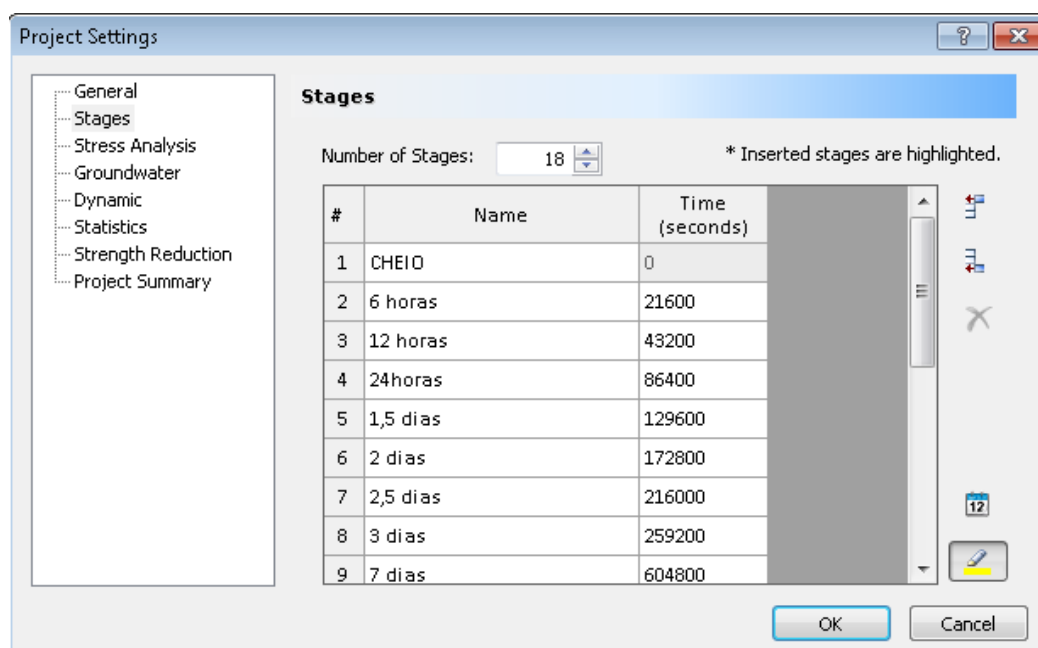 Project Settings
General
Stages
Stress Analysis
Groundwater
Dynamic
Statistics
Strength Reduction
Project Summary
Stages
Number of Stages: 18 * Inserted stages are highlighted.
# Name Time
(seconds)
1 CHEIO 0
2 6 horas 21600
3 12 horas 43200
4 24horas 86400
5 1,5 dias 129600
6 2 dias 172800
7 2,5 dias 216000
8 3 dias 259200
9 7 dias 604800
12
OK Cancel